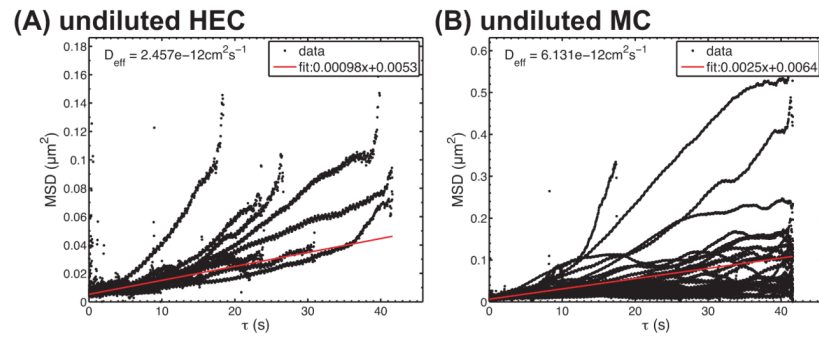 (A) undiluted HEC
(B) undiluted MC
0.18
0.16
0.14
0.12
0.1
0.08
0.06
0.04
0.02
0
MSD (µm²)
D_eff = 2.457e−12cm²s⁻¹
data
fit:0.00098x+0.0053
0 10 20 30 40
τ (s)
0.6
0.5
0.4
0.3
0.2
0.1
0
MSD (µm²)
D_eff = 6.131e−12cm²s⁻¹
data
fit:0.0025x+0.0064
0 10 20 30 40
τ (s)